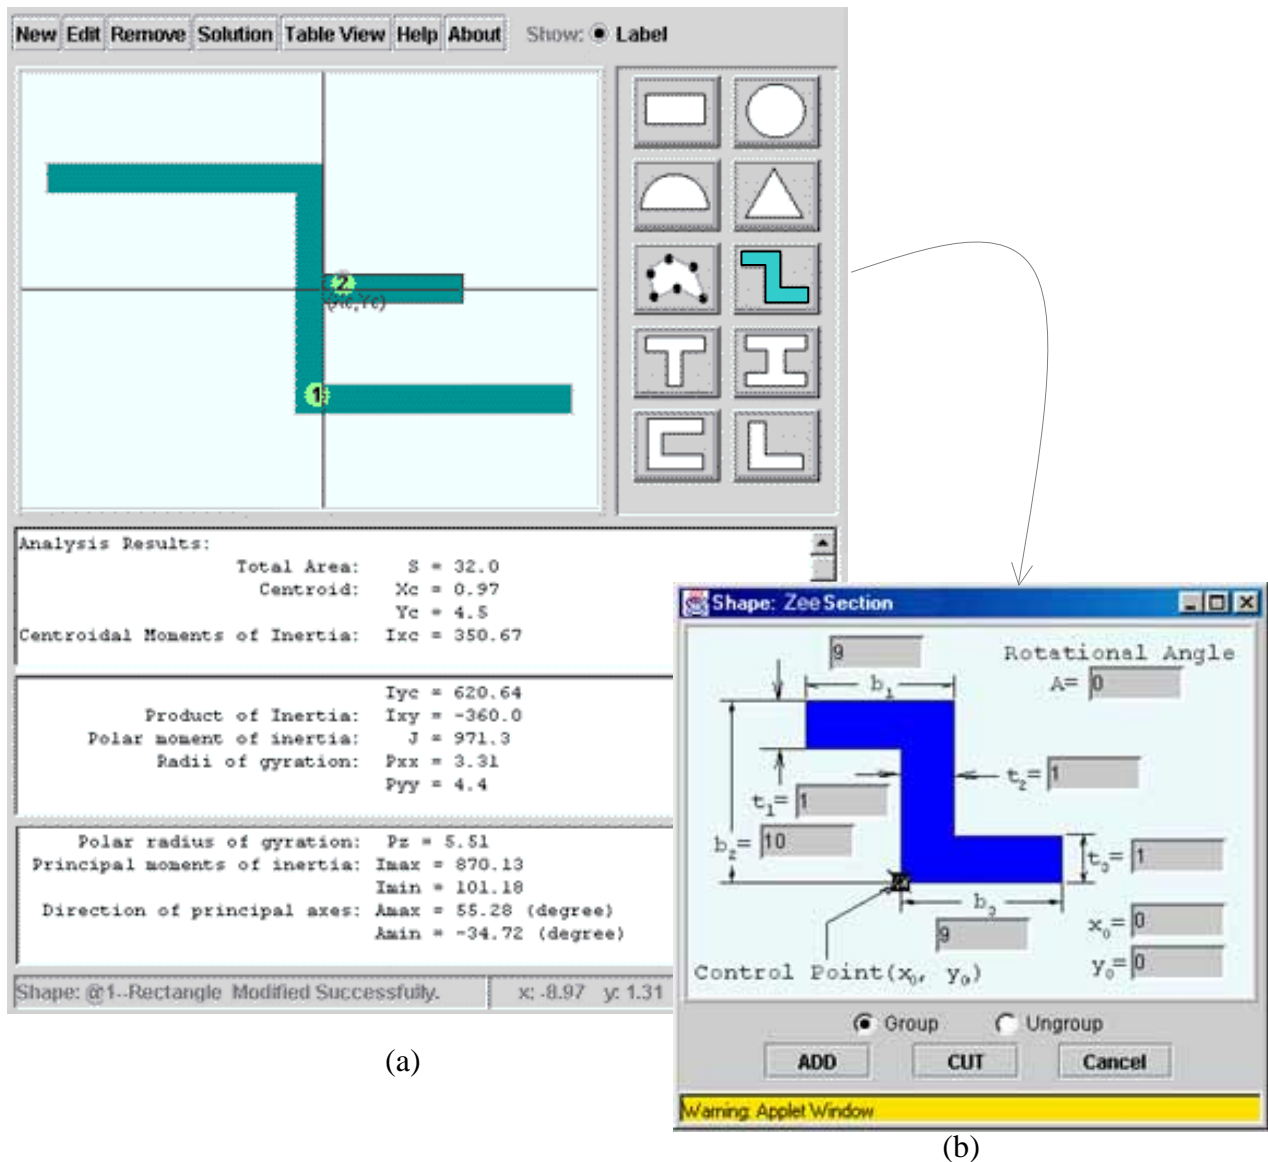 New Edit Remove Solution Table View Help About Show: Label
2
(Xc,Yc)
1
Analysis Results:
Total Area: S = 32.0
Centroid: Xc = 0.97
Yc = 4.5
Centroidal Moments of Inertia: Ixc = 350.67
Iyc = 620.64
Product of Inertia: Ixy = -360.0
Polar moment of inertia: J = 971.3
Radii of gyration: Pxx = 3.31
Pyy = 4.4
Polar radius of gyration: Pz = 5.51
Principal moments of inertia: Imax = 870.13
Imin = 101.18
Direction of principal axes: Amax = 55.28 (degree)
Amin = -34.72 (degree)
Shape: @1--Rectangle Modified Successfully. x: -8.97 y: 1.31
(a)
Shape: Zee Section
9
Rotational Angle
A= 0
b₁
t₂= 1
t₁= 1
b₂= 10
t₃= 1
b₃
9
x₀= 0
y₀= 0
Control Point(x₀, y₀)
Group Ungroup
ADD CUT Cancel
Warning: Applet Window
(b)